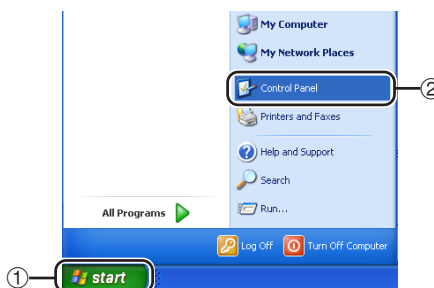 My Computer
My Network Places
Control Panel
②
Printers and Faxes
Help and Support
Search
All Programs
Run...
Log Off Turn Off Computer
① start